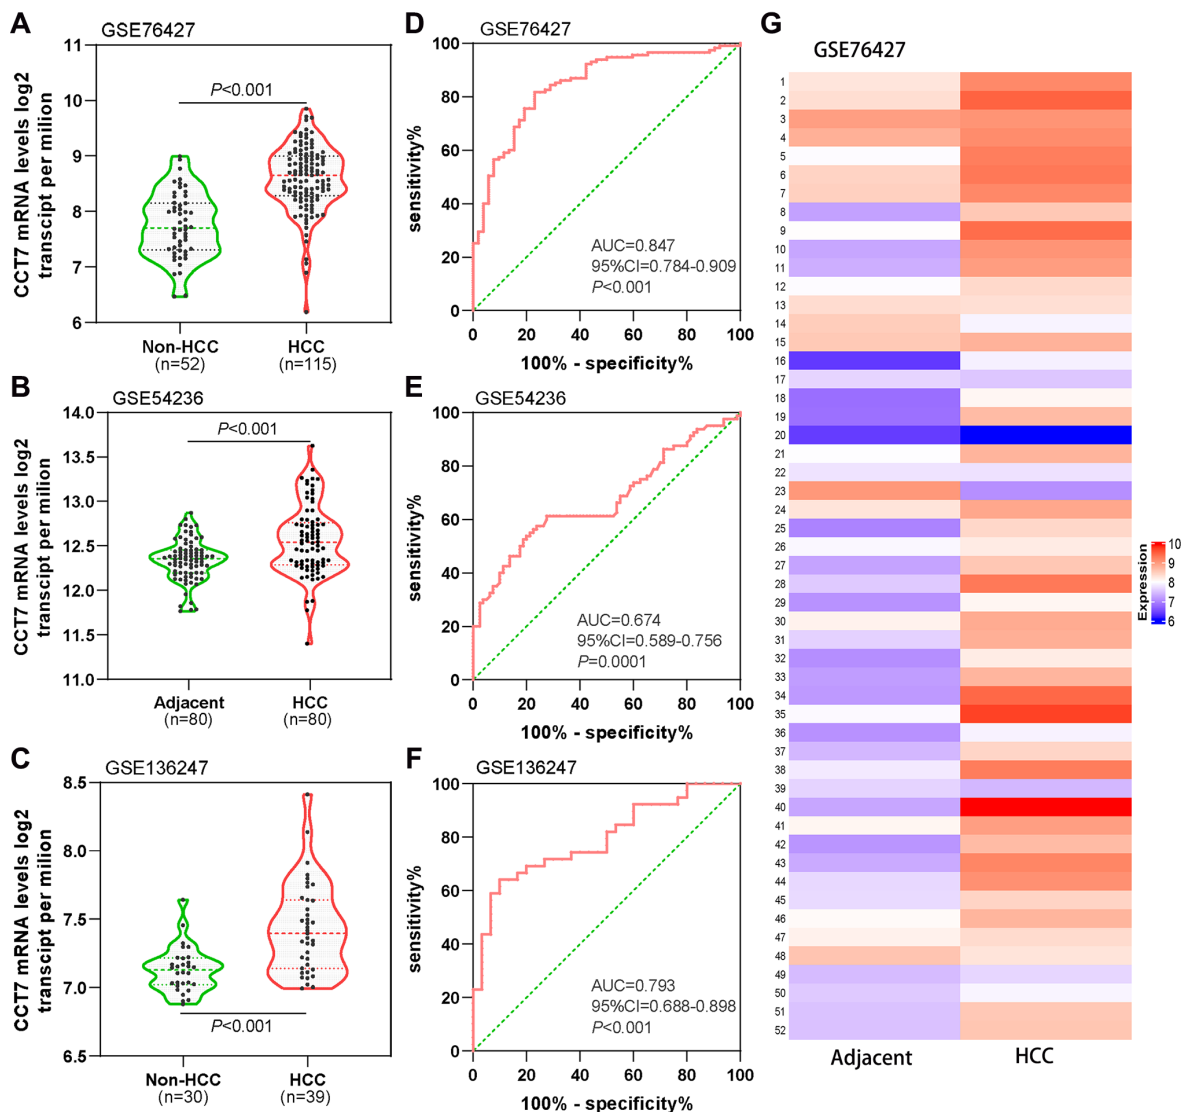 A
GSE76427
CCT7 mRNA levels log2
transcipt per milion
11
10
9
8
7
6
P<0.001
Non-HCC
(n=52)
HCC
(n=115)
D
GSE76427
sensitivity%
100
80
60
40
20
0
AUC=0.847
95%CI=0.784-0.909
P<0.001
0 20 40 60 80 100
100% - specificity%
B
GSE54236
CCT7 mRNA levels log2
transcipt per milion
14.0
13.5
13.0
12.5
12.0
11.5
11.0
P<0.001
Adjacent
(n=80)
HCC
(n=80)
E
GSE54236
sensitivity%
100
80
60
40
20
0
AUC=0.674
95%CI=0.589-0.756
P=0.0001
0 20 40 60 80 100
100% - specificity%
C
GSE136247
CCT7 mRNA levels log2
transcipt per milion
8.5
8.0
7.5
7.0
6.5
P<0.001
Non-HCC
(n=30)
HCC
(n=39)
F
GSE136247
sensitivity%
100
80
60
40
20
0
AUC=0.793
95%CI=0.688-0.898
P<0.001
0 20 40 60 80 100
100% - specificity%
G
GSE76427
1
2
3
4
5
6
7
8
9
10
11
12
13
14
15
16
17
18
19
20
21
22
23
24
25
26
27
28
29
30
31
32
33
34
35
36
37
38
39
40
41
42
43
44
45
46
47
48
49
50
51
52
Adjacent
HCC
Expression
10
9
8
7
6